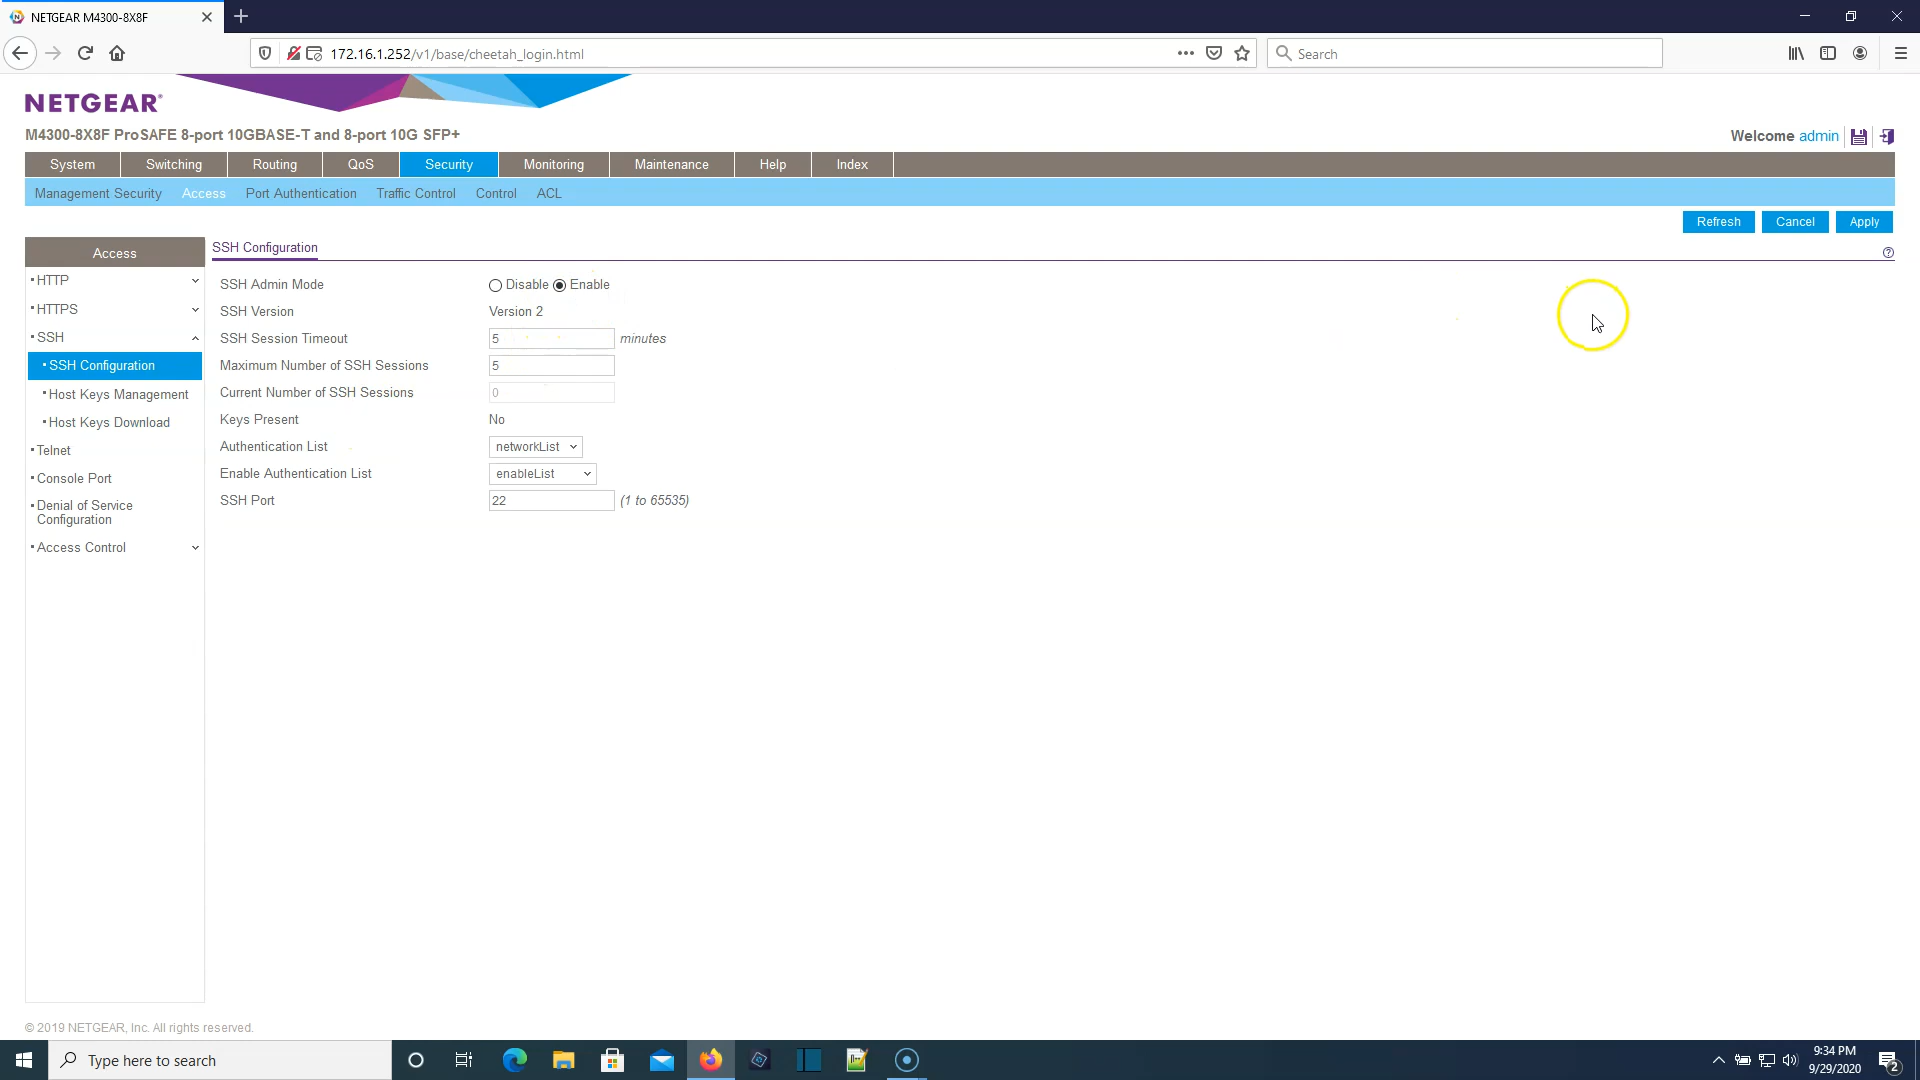 NETGEAR M4300-8X8F
172.16.1.252/v1/base/cheetah_login.html
Search
NETGEAR®
M4300-8X8F ProSAFE 8-port 10GBASE-T and 8-port 10G SFP+
Welcome admin
System Switching Routing QoS Security Monitoring Maintenance Help Index
Management Security Access Port Authentication Traffic Control Control ACL
Refresh Cancel Apply
Access
HTTP
HTTPS
SSH
SSH Configuration
Host Keys Management
Host Keys Download
Telnet
Console Port
Denial of Service
Configuration
Access Control
SSH Configuration
SSH Admin Mode Disable Enable
SSH Version Version 2
SSH Session Timeout 5 minutes
Maximum Number of SSH Sessions 5
Current Number of SSH Sessions 0
Keys Present No
Authentication List networkList
Enable Authentication List enableList
SSH Port 22 (1 to 65535)
© 2019 NETGEAR, Inc. All rights reserved.
Type here to search
9:34 PM
9/29/2020
2